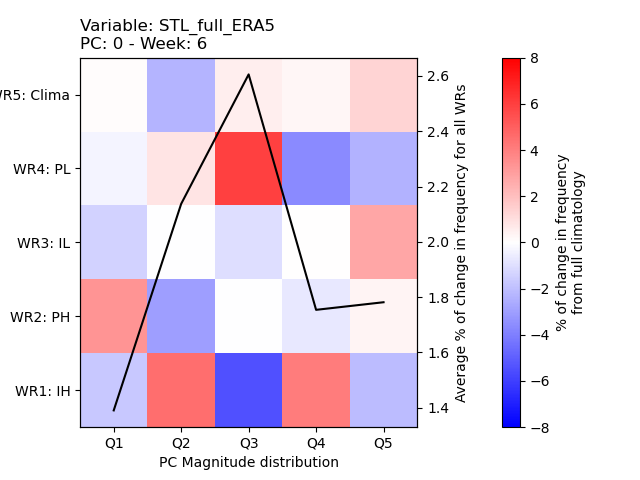 Variable: STL_full_ERA5
PC: 0 - Week: 6
WR5: Clima
WR4: PL
WR3: IL
WR2: PH
WR1: IH
Q1 Q2 Q3 Q4 Q5
PC Magnitude distribution
2.6
2.4
2.2
2.0
1.8
1.6
1.4
Average % of change in frequency for all WRs
8
6
4
2
0
−2
−4
−6
−8
% of change in frequency
from full climatology